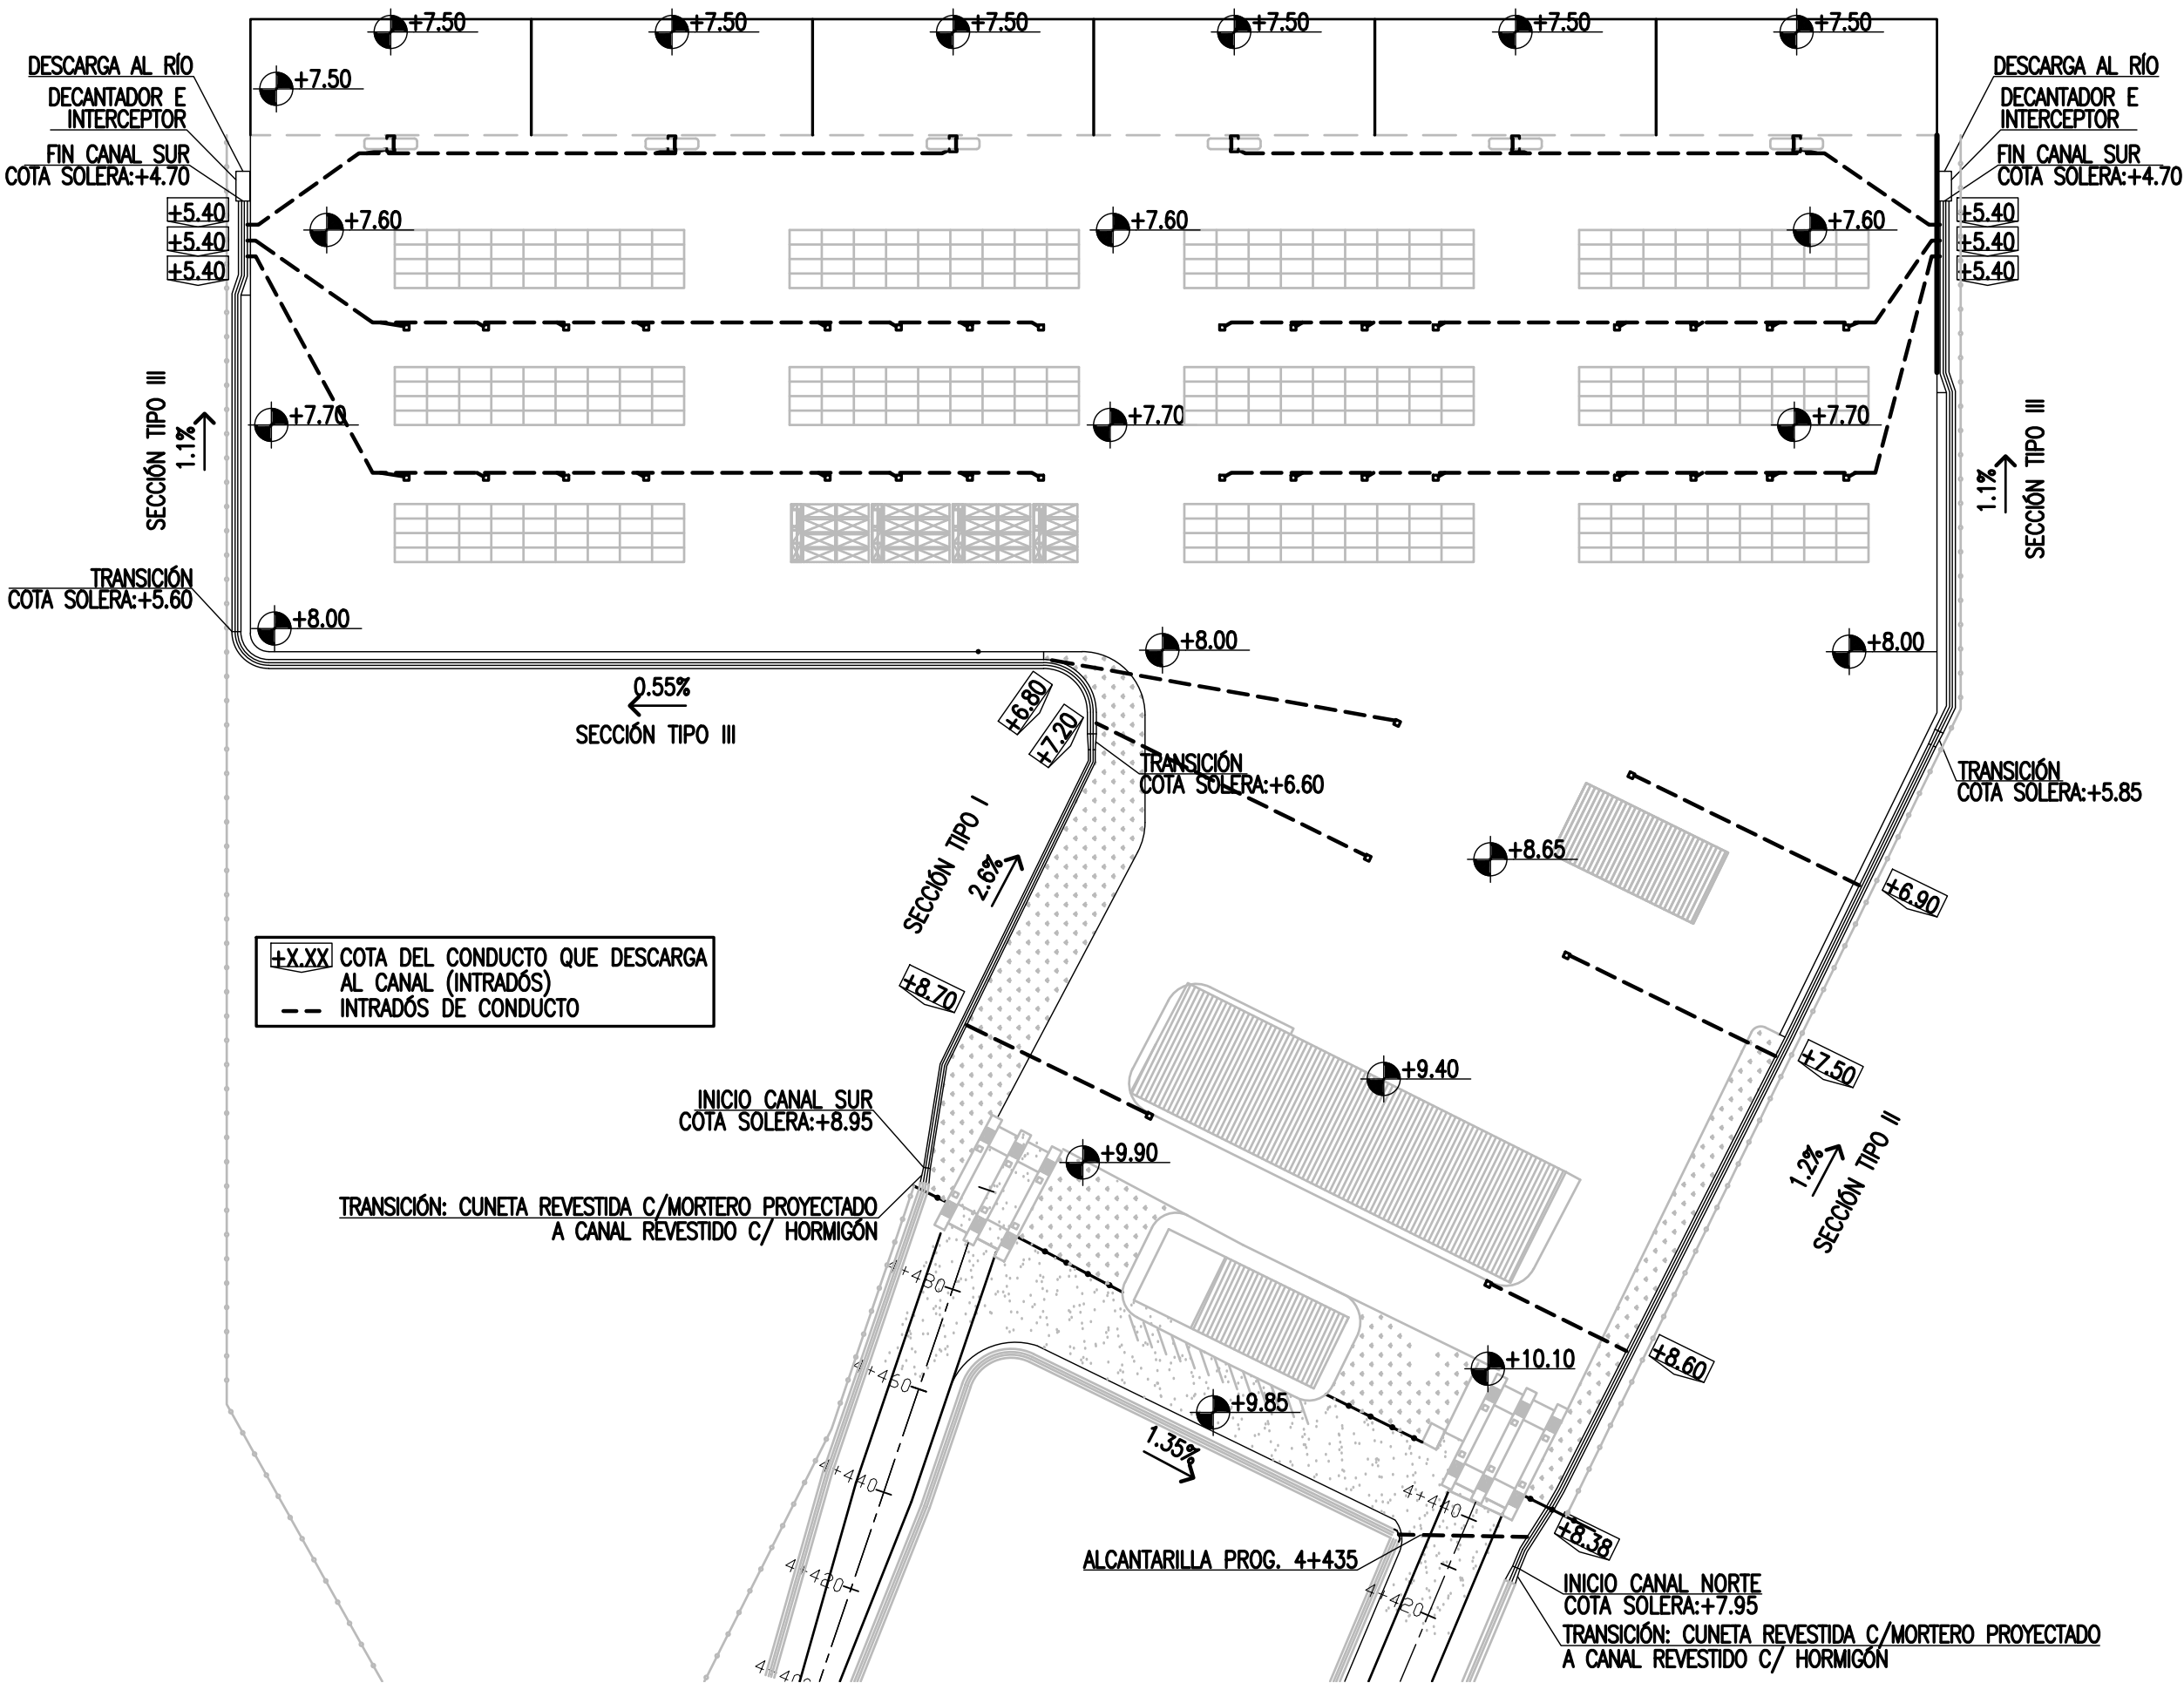 +7.50
+7.50
+7.50
+7.50
+7.50
+7.50
+7.50
DESCARGA AL RÍO
DECANTADOR E
INTERCEPTOR
FIN CANAL SUR
COTA SOLERA:+4.70
+5.40
+5.40
+5.40
DESCARGA AL RÍO
DECANTADOR E
INTERCEPTOR
FIN CANAL SUR
COTA SOLERA:+4.70
+5.40
+5.40
+5.40
+7.60
+7.60
+7.60
+7.70
+7.70
+7.70
SECCIÓN TIPO III
1.1%
1.1%
SECCIÓN TIPO III
TRANSICIÓN
COTA SOLERA:+5.60
+8.00
+8.00
+8.00
0.55%
SECCIÓN TIPO III
+6.80
+7.20
TRANSICIÓN
COTA SOLERA:+6.60
TRANSICIÓN
COTA SOLERA:+5.85
SECCIÓN TIPO I
2.6%
+8.65
+6.90
+X.XX COTA DEL CONDUCTO QUE DESCARGA
AL CANAL (INTRADÓS)
INTRADÓS DE CONDUCTO
+8.70
+7.50
+9.40
INICIO CANAL SUR
COTA SOLERA:+8.95
+9.90
1.2%
SECCIÓN TIPO II
TRANSICIÓN: CUNETA REVESTIDA C/MORTERO PROYECTADO
A CANAL REVESTIDO C/ HORMIGÓN
4+480
+8.60
+10.10
4+460
+9.85
1.35%
4+440
4+440
+8.38
ALCANTARILLA PROG. 4+435
4+420
4+420
INICIO CANAL NORTE
COTA SOLERA:+7.95
TRANSICIÓN: CUNETA REVESTIDA C/MORTERO PROYECTADO
A CANAL REVESTIDO C/ HORMIGÓN